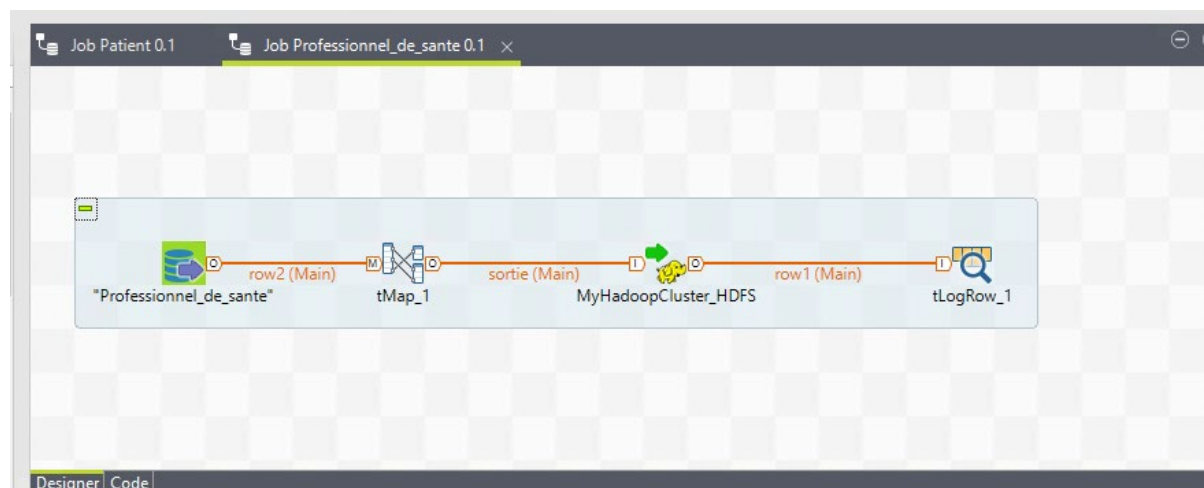 Job Patient 0.1
Job Professionnel_de_sante 0.1
row2 (Main)
sortie (Main)
row1 (Main)
"Professionnel_de_sante"
tMap_1
MyHadoopCluster_HDFS
tLogRow_1
Designer
Code